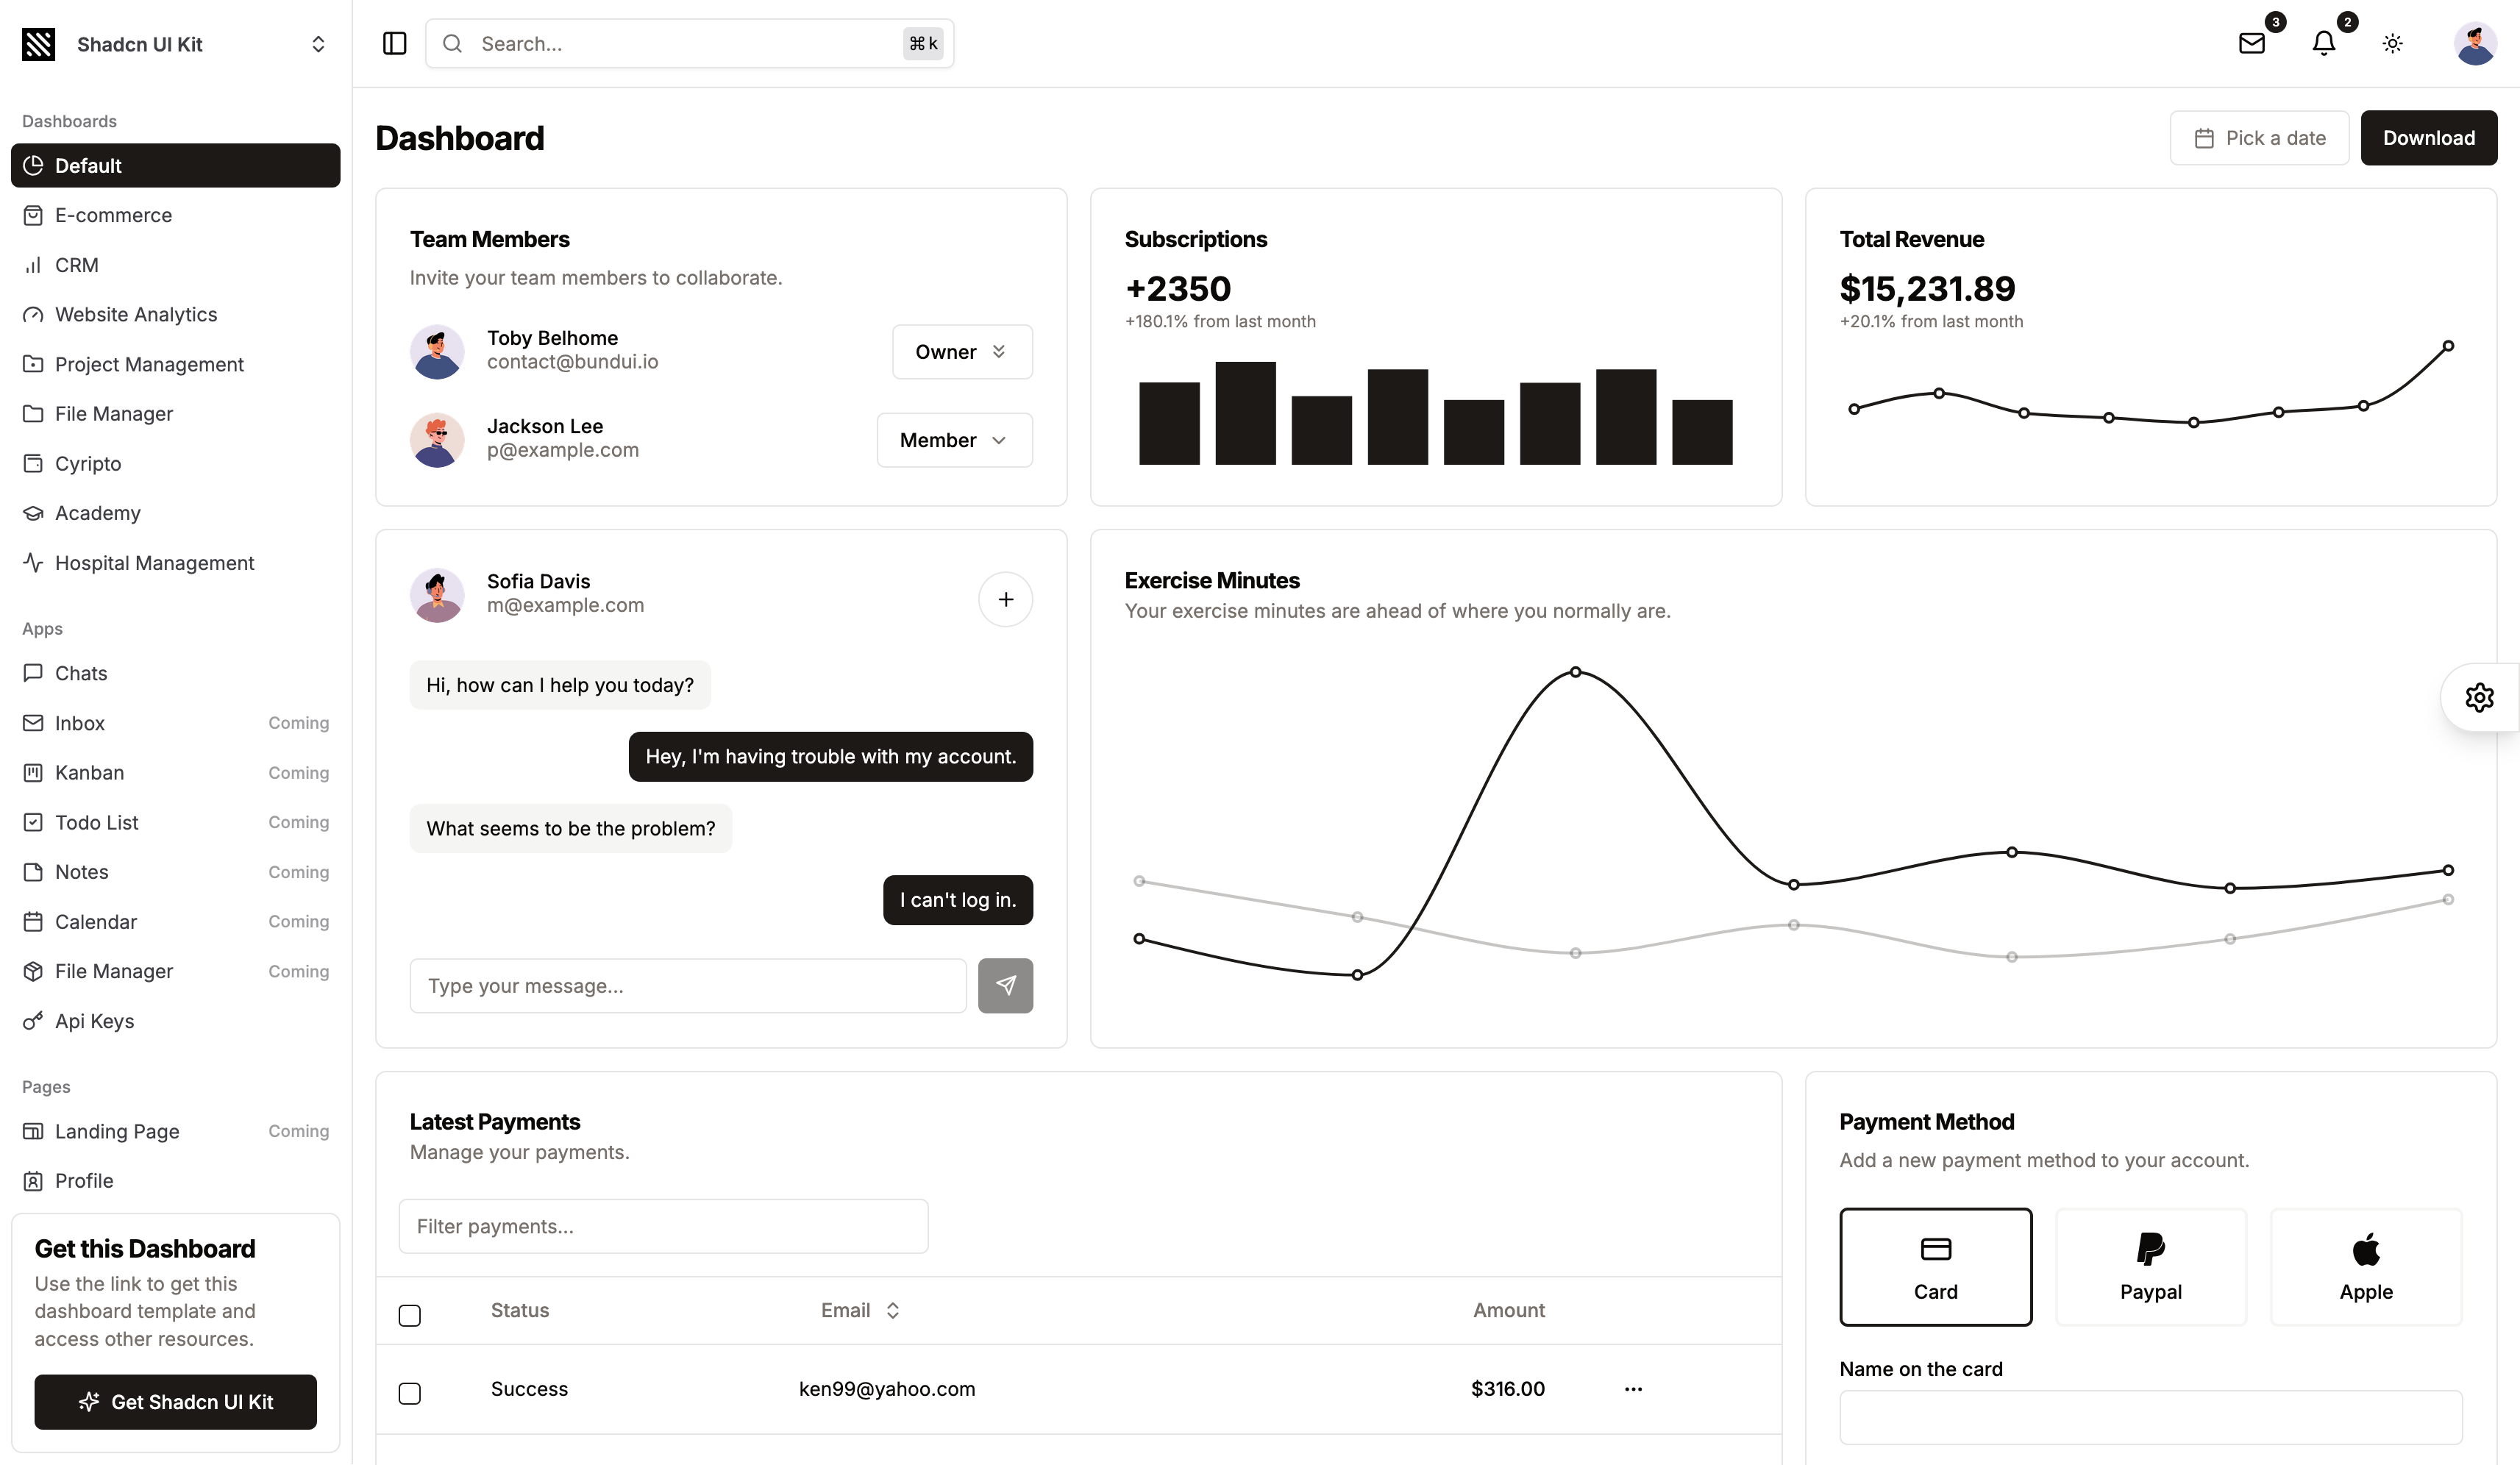 Shadcn UI Kit
Search...
⌘k
3
2
Dashboards
Default
E-commerce
CRM
Website Analytics
Project Management
File Manager
Cyripto
Academy
Hospital Management
Apps
Chats
Inbox Coming
Kanban Coming
Todo List Coming
Notes Coming
Calendar Coming
File Manager Coming
Api Keys
Pages
Landing Page Coming
Profile
Get this Dashboard
Use the link to get this
dashboard template and
access other resources.
Get Shadcn UI Kit
Dashboard
Pick a date
Download
Team Members
Invite your team members to collaborate.
Toby Belhome
contact@bundui.io
Owner
Jackson Lee
p@example.com
Member
Subscriptions
+2350
+180.1% from last month
Total Revenue
$15,231.89
+20.1% from last month
Sofia Davis
m@example.com
Hi, how can I help you today?
Hey, I'm having trouble with my account.
What seems to be the problem?
I can't log in.
Type your message...
Exercise Minutes
Your exercise minutes are ahead of where you normally are.
Latest Payments
Manage your payments.
Filter payments...
Status Email Amount
Success ken99@yahoo.com $316.00
Payment Method
Add a new payment method to your account.
Card
Paypal
Apple
Name on the card